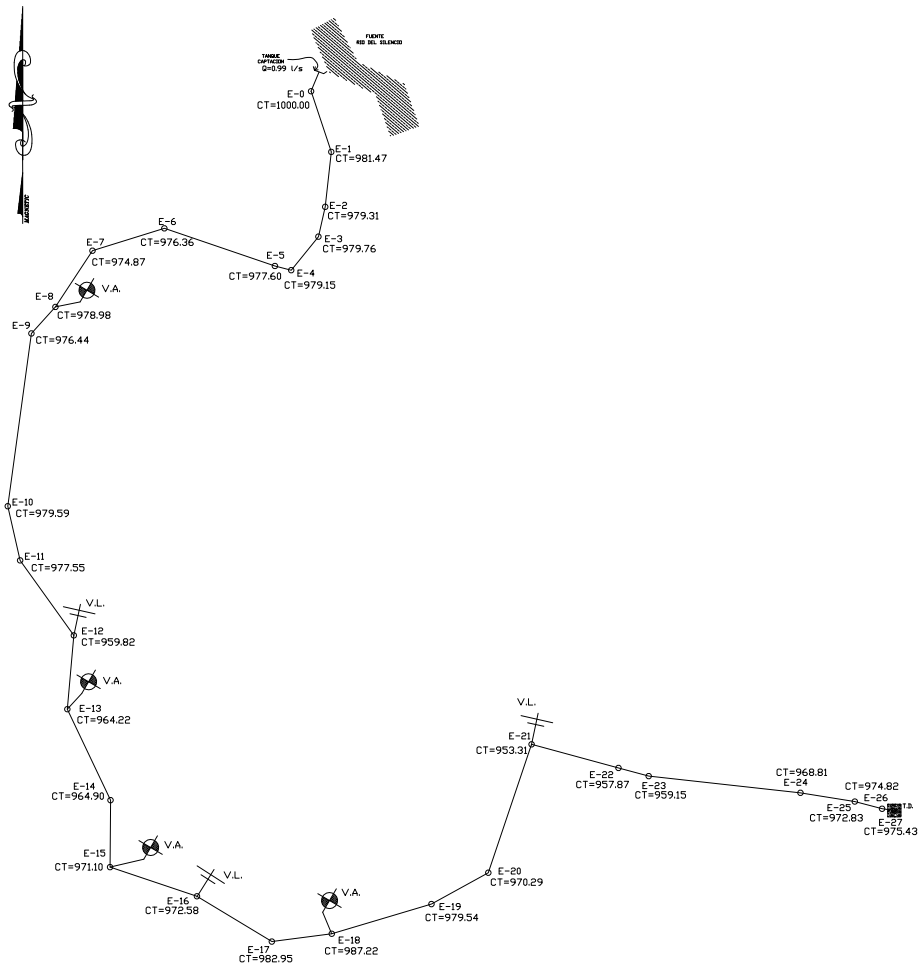 FUENTE
RIO DEL SILENCIO
TANQUE
CAPTACION
Q=0.99 l/s
E-0
CT=1000.00
E-1
CT=981.47
E-2
CT=979.31
E-3
CT=979.76
E-4
CT=979.15
E-5
CT=977.60
E-6
CT=976.36
E-7
CT=974.87
V.A.
E-8
CT=978.98
E-9
CT=976.44
MAGNETIC
E-10
CT=979.59
E-11
CT=977.55
V.L.
E-12
CT=959.82
V.A.
E-13
CT=964.22
E-14
CT=964.90
V.A.
E-15
CT=971.10
V.L.
E-16
CT=972.58
E-17
CT=982.95
V.A.
E-18
CT=987.22
E-19
CT=979.54
E-20
CT=970.29
V.L.
E-21
CT=953.31
E-22
CT=957.87
E-23
CT=959.15
CT=968.81
E-24
E-25
CT=972.83
CT=974.82
E-26
T.D.
E-27
CT=975.43